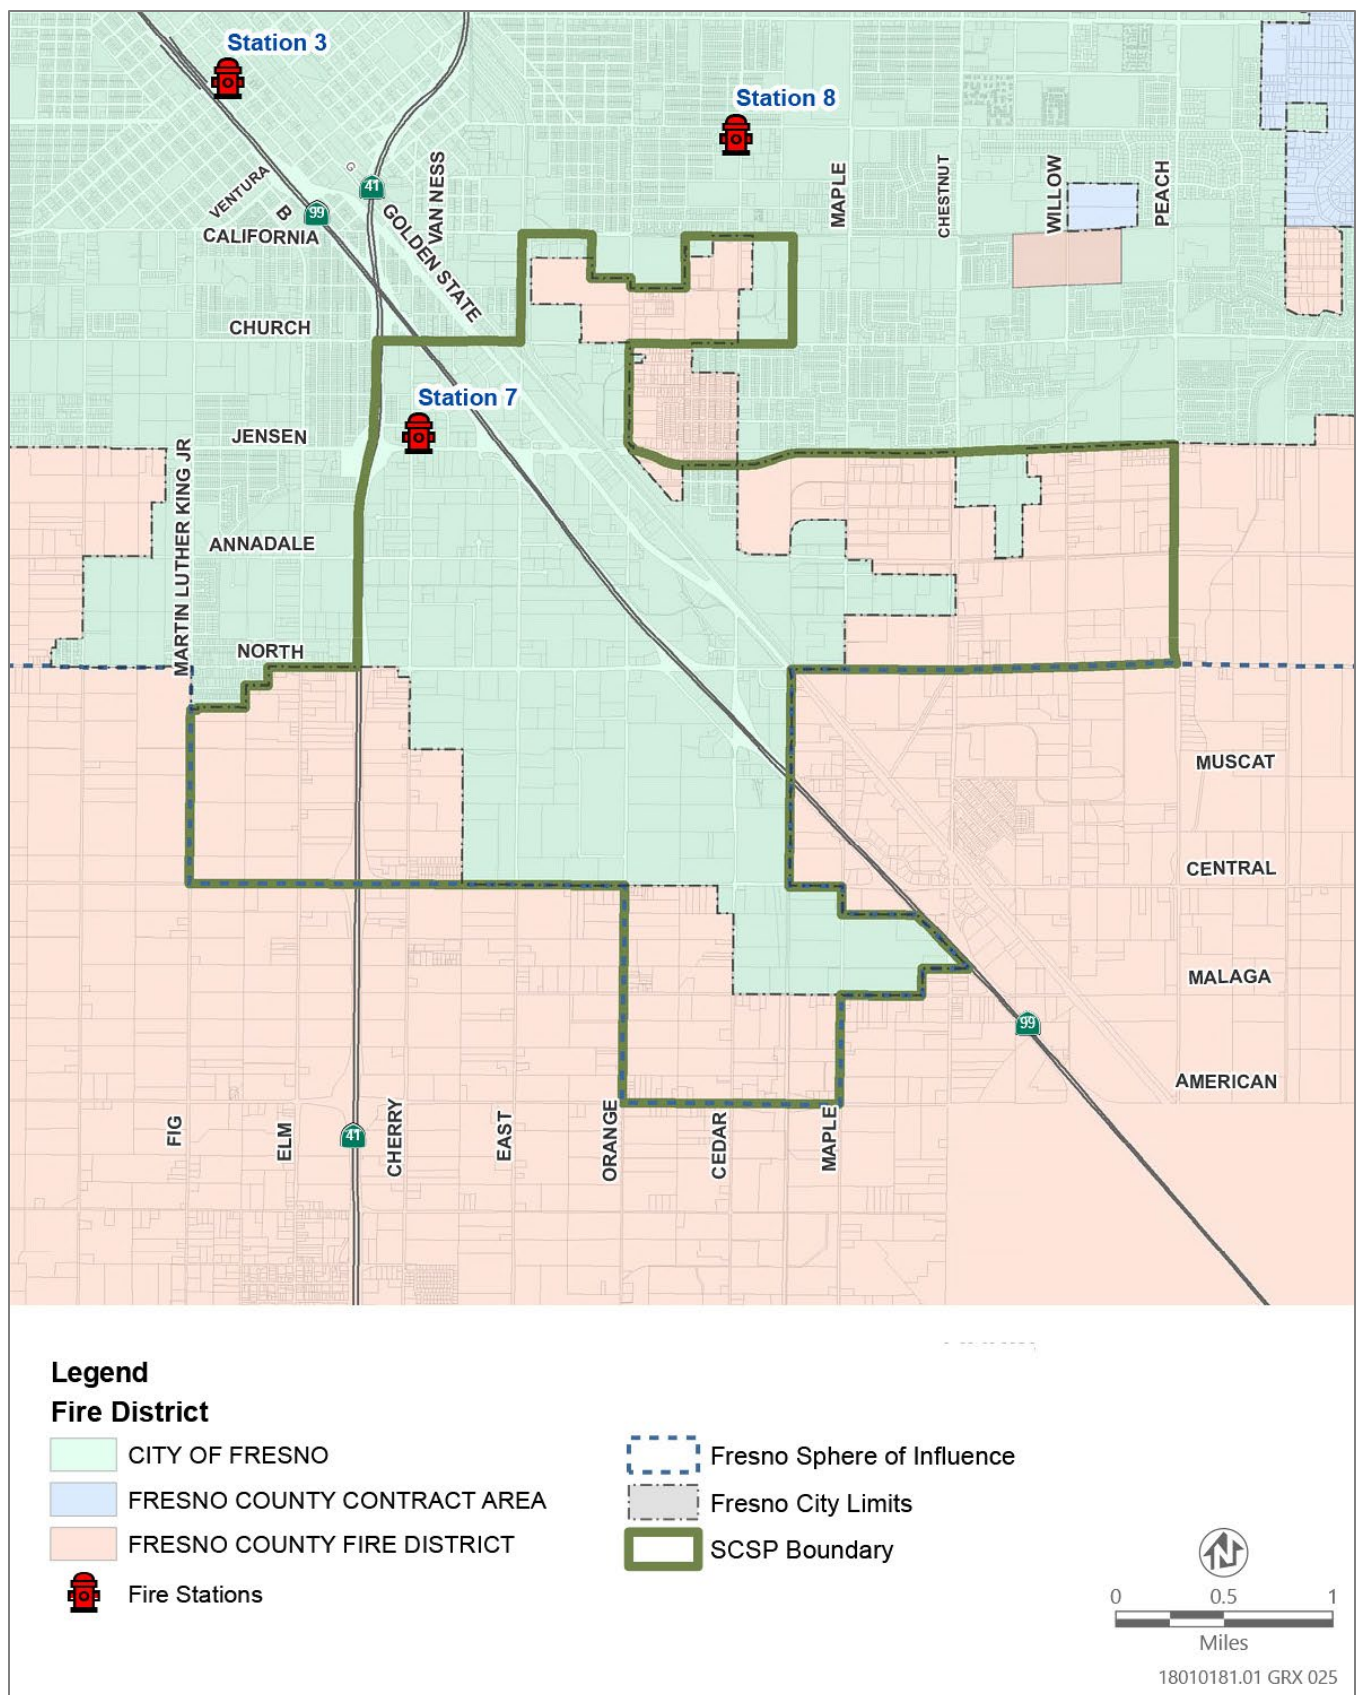 Station 3
Station 8
VENTURA
B
G
41
99
CALIFORNIA
GOLDEN STATE
VAN NESS
MAPLE
CHESTNUT
WILLOW
PEACH
CHURCH
Station 7
JENSEN
MARTIN LUTHER KING JR
ANNADALE
NORTH
MUSCAT
CENTRAL
MALAGA
99
AMERICAN
FIG
ELM
41
CHERRY
EAST
ORANGE
CEDAR
MAPLE
Legend
Fire District
CITY OF FRESNO
FRESNO COUNTY CONTRACT AREA
FRESNO COUNTY FIRE DISTRICT
Fire Stations
Fresno Sphere of Influence
Fresno City Limits
SCSP Boundary
N
0 0.5 1
Miles
18010181.01 GRX 025